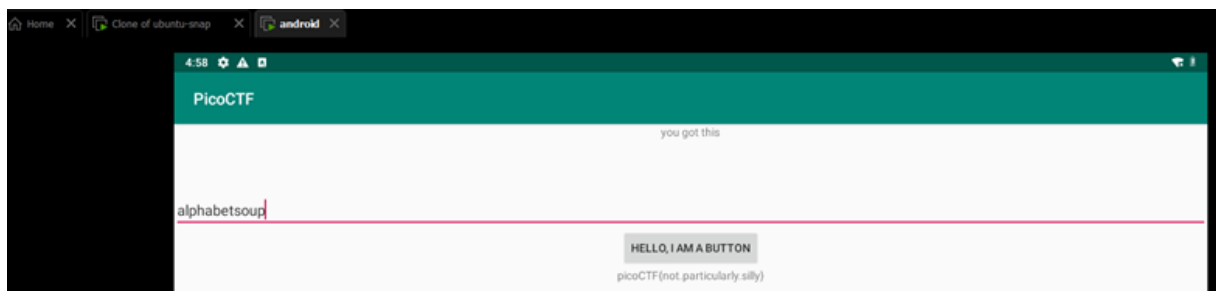 Home Clone of ubuntu-snap android
4:58
PicoCTF
you got this
alphabetsoup
HELLO, I AM A BUTTON
picoCTF{not.particularly.silly}